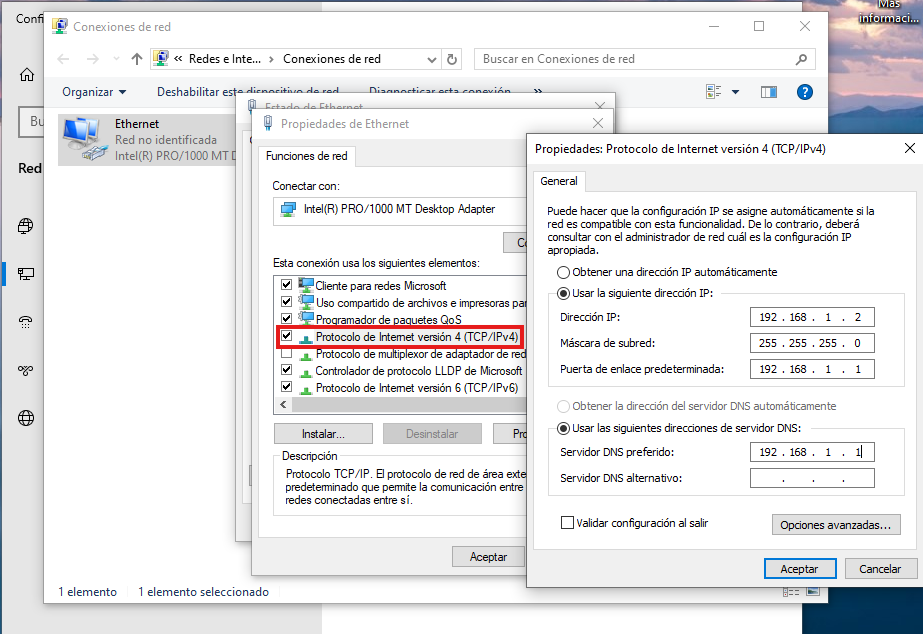 Más
informaci...
Confi
Conexiones de red
« Redes e Inte... › Conexiones de red
Buscar en Conexiones de red
Organizar
Deshabilitar este dispositivo de red
Diagnosticar esta conexión
»
Bu
Red
Ethernet
Red no identificada
Intel(R) PRO/1000 MT D
Estado de Ethernet
Propiedades de Ethernet
Funciones de red
Conectar con:
Intel(R) PRO/1000 MT Desktop Adapter
Co
Esta conexión usa los siguientes elementos:
Cliente para redes Microsoft
Uso compartido de archivos e impresoras par
Programador de paquetes QoS
Protocolo de Internet versión 4 (TCP/IPv4)
Protocolo de multiplexor de adaptador de red
Controlador de protocolo LLDP de Microsoft
Protocolo de Internet versión 6 (TCP/IPv6)
Instalar...
Desinstalar
Pro
Descripción
Protocolo TCP/IP. El protocolo de red de área exte
predeterminado que permite la comunicación entre
redes conectadas entre sí.
Aceptar
Propiedades: Protocolo de Internet versión 4 (TCP/IPv4)
General
Puede hacer que la configuración IP se asigne automáticamente si la
red es compatible con esta funcionalidad. De lo contrario, deberá
consultar con el administrador de red cuál es la configuración IP
apropiada.
Obtener una dirección IP automáticamente
Usar la siguiente dirección IP:
Dirección IP: 192 . 168 . 1 . 2
Máscara de subred: 255 . 255 . 255 . 0
Puerta de enlace predeterminada: 192 . 168 . 1 . 1
Obtener la dirección del servidor DNS automáticamente
Usar las siguientes direcciones de servidor DNS:
Servidor DNS preferido: 192 . 168 . 1 . 1
Servidor DNS alternativo: . . .
Validar configuración al salir
Opciones avanzadas...
Aceptar
Cancelar
1 elemento
1 elemento seleccionado